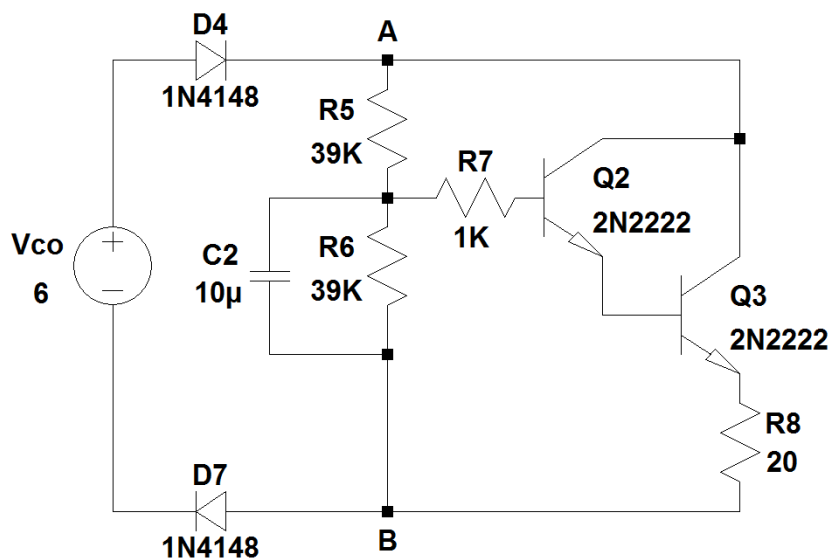 D4
1N4148
A
R5
39K
R7
1K
Q2
2N2222
Vco
6
C2
10µ
R6
39K
Q3
2N2222
R8
20
D7
1N4148
B